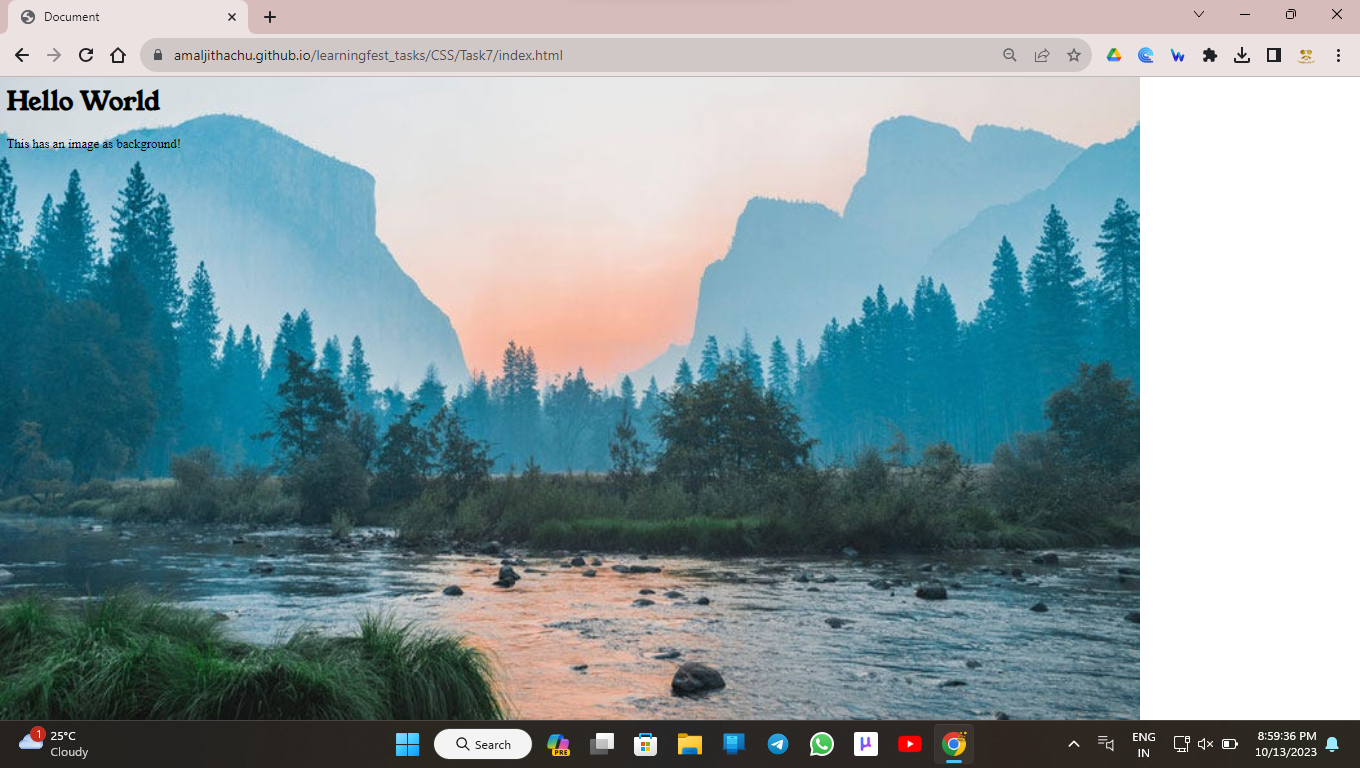 Document
amaljithachu.github.io/learningfest_tasks/CSS/Task7/index.html
Hello World
This has an image as background!
1
25°C
Cloudy
Search
PRE
ENG
IN
8:59:36 PM
10/13/2023